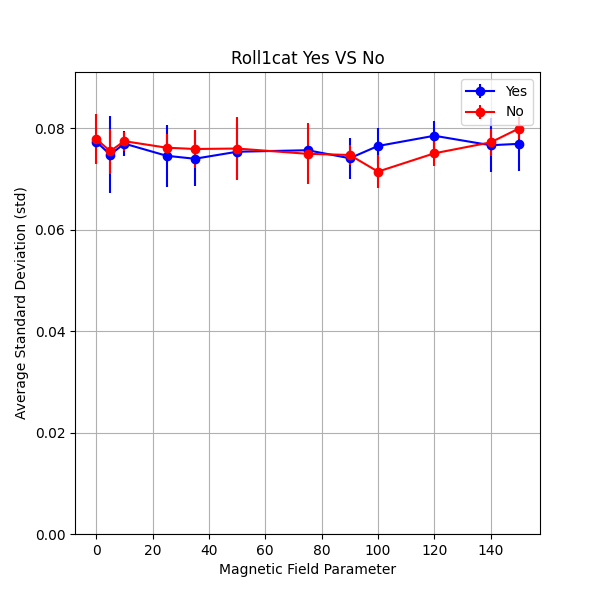 Roll1cat Yes VS No
Yes
No
Average Standard Deviation (std)
0.08
0.06
0.04
0.02
0.00
0 20 40 60 80 100 120 140
Magnetic Field Parameter